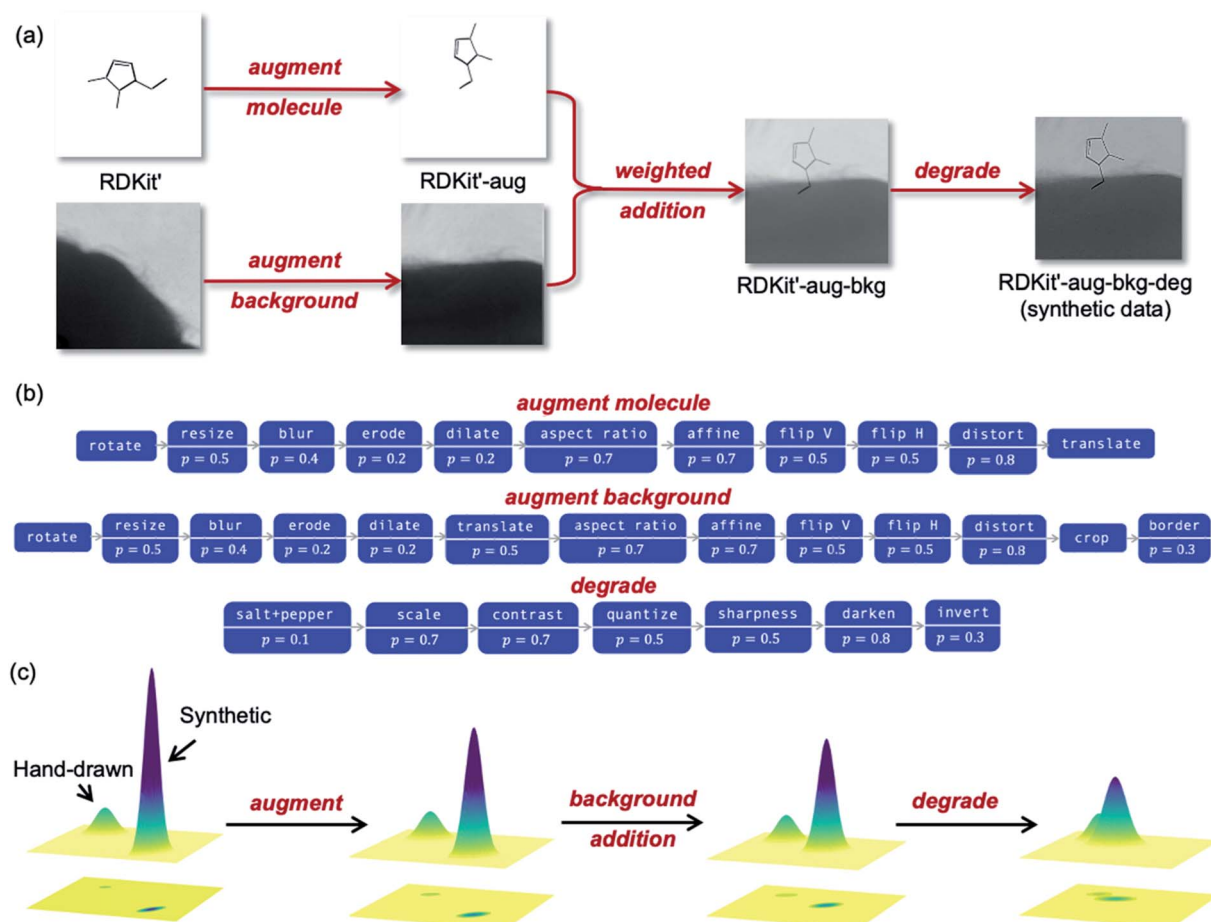 (a)
augment
molecule
RDKit'
RDKit'-aug
weighted
addition
degrade
augment
background
RDKit'-aug-bkg
RDKit'-aug-bkg-deg
(synthetic data)
(b)
augment molecule
rotate
resize
p = 0.5
blur
p = 0.4
erode
p = 0.2
dilate
p = 0.2
aspect ratio
p = 0.7
affine
p = 0.7
flip V
p = 0.5
flip H
p = 0.5
distort
p = 0.8
translate
augment background
rotate
resize
p = 0.5
blur
p = 0.4
erode
p = 0.2
dilate
p = 0.2
translate
p = 0.5
aspect ratio
p = 0.7
affine
p = 0.7
flip V
p = 0.5
flip H
p = 0.5
distort
p = 0.8
crop
border
p = 0.3
degrade
salt+pepper
p = 0.1
scale
p = 0.7
contrast
p = 0.7
quantize
p = 0.5
sharpness
p = 0.5
darken
p = 0.8
invert
p = 0.3
(c)
Synthetic
Hand-drawn
augment
background
addition
degrade